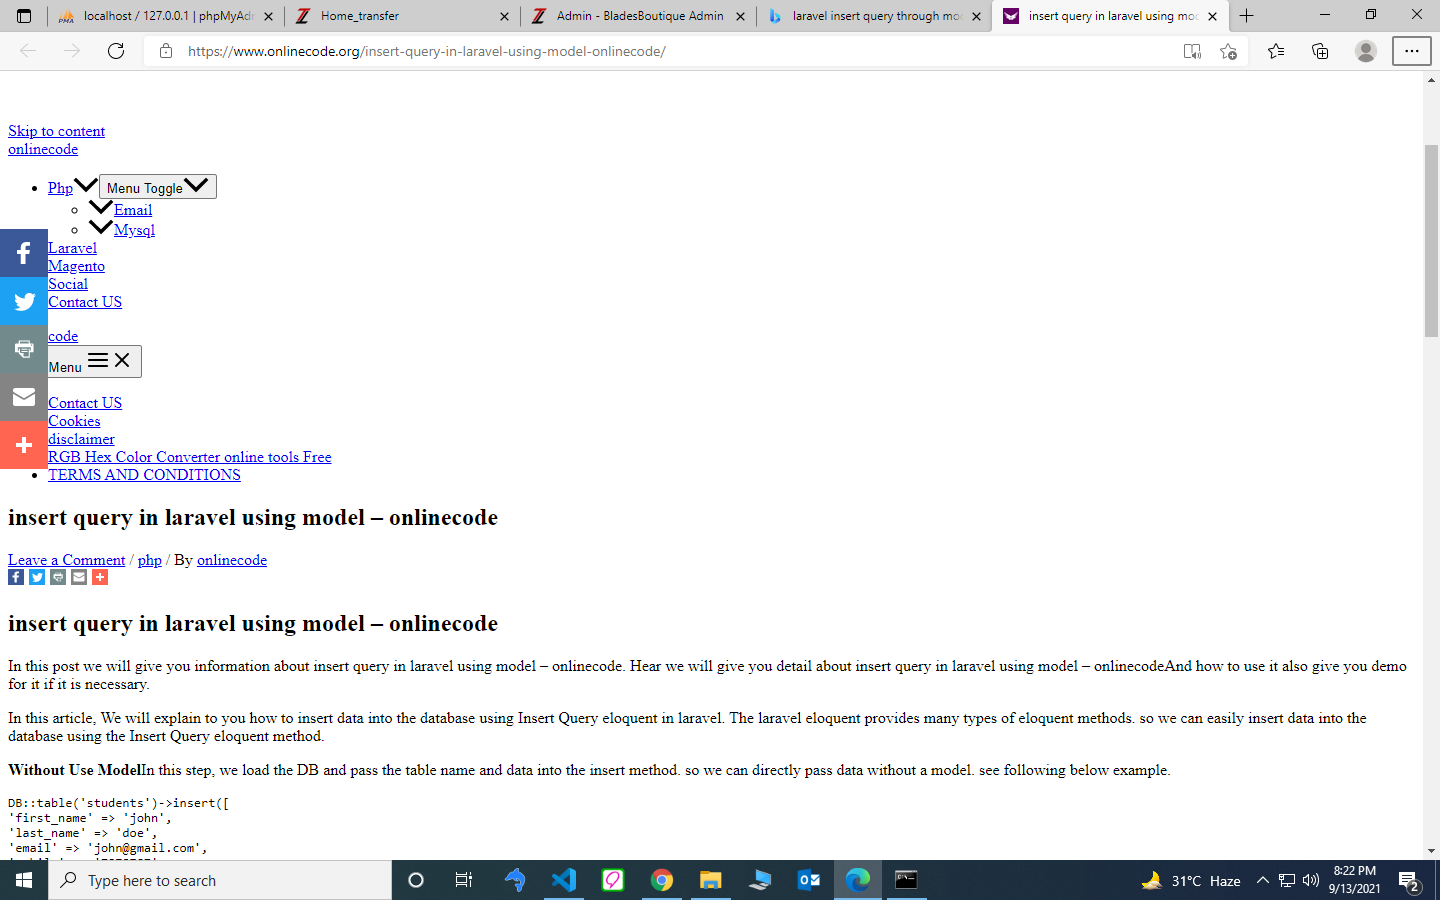 localhost / 127.0.0.1 | phpMyAdm
Home_transfer
Admin - BladesBoutique Admin
laravel insert query through mod
insert query in laravel using mod
https://www.onlinecode.org/insert-query-in-laravel-using-model-onlinecode/
Skip to content
onlinecode
Php Menu Toggle
Email
Mysql
Laravel
Magento
Social
Contact US
code
Menu
Contact US
Cookies
disclaimer
RGB Hex Color Converter online tools Free
TERMS AND CONDITIONS
insert query in laravel using model – onlinecode
Leave a Comment / php / By onlinecode
insert query in laravel using model – onlinecode
In this post we will give you information about insert query in laravel using model – onlinecode. Hear we will give you detail about insert query in laravel using model – onlinecodeAnd how to use it also give you demo
for it if it is necessary.
In this article, We will explain to you how to insert data into the database using Insert Query eloquent in laravel. The laravel eloquent provides many types of eloquent methods. so we can easily insert data into the
database using the Insert Query eloquent method.
Without Use ModelIn this step, we load the DB and pass the table name and data into the insert method. so we can directly pass data without a model. see following below example.
DB::table('students')->insert([
'first_name' => 'john',
'last_name' => 'doe',
'email' => 'john@gmail.com',
Type here to search
31°C Haze
8:22 PM
9/13/2021
2